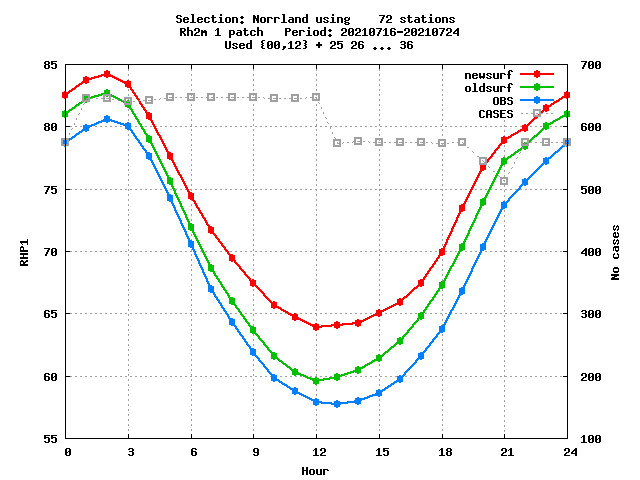 Selection: Norrland using    72 stations
Rh2m 1 patch   Period: 20210716-20210724
Used {00,12} + 25 26 ... 36
85
80
75
70
65
60
55
700
600
500
400
300
200
100
newsurf
oldsurf
OBS
CASES
RHP1
No cases
0 3 6 9 12 15 18 21 24
Hour